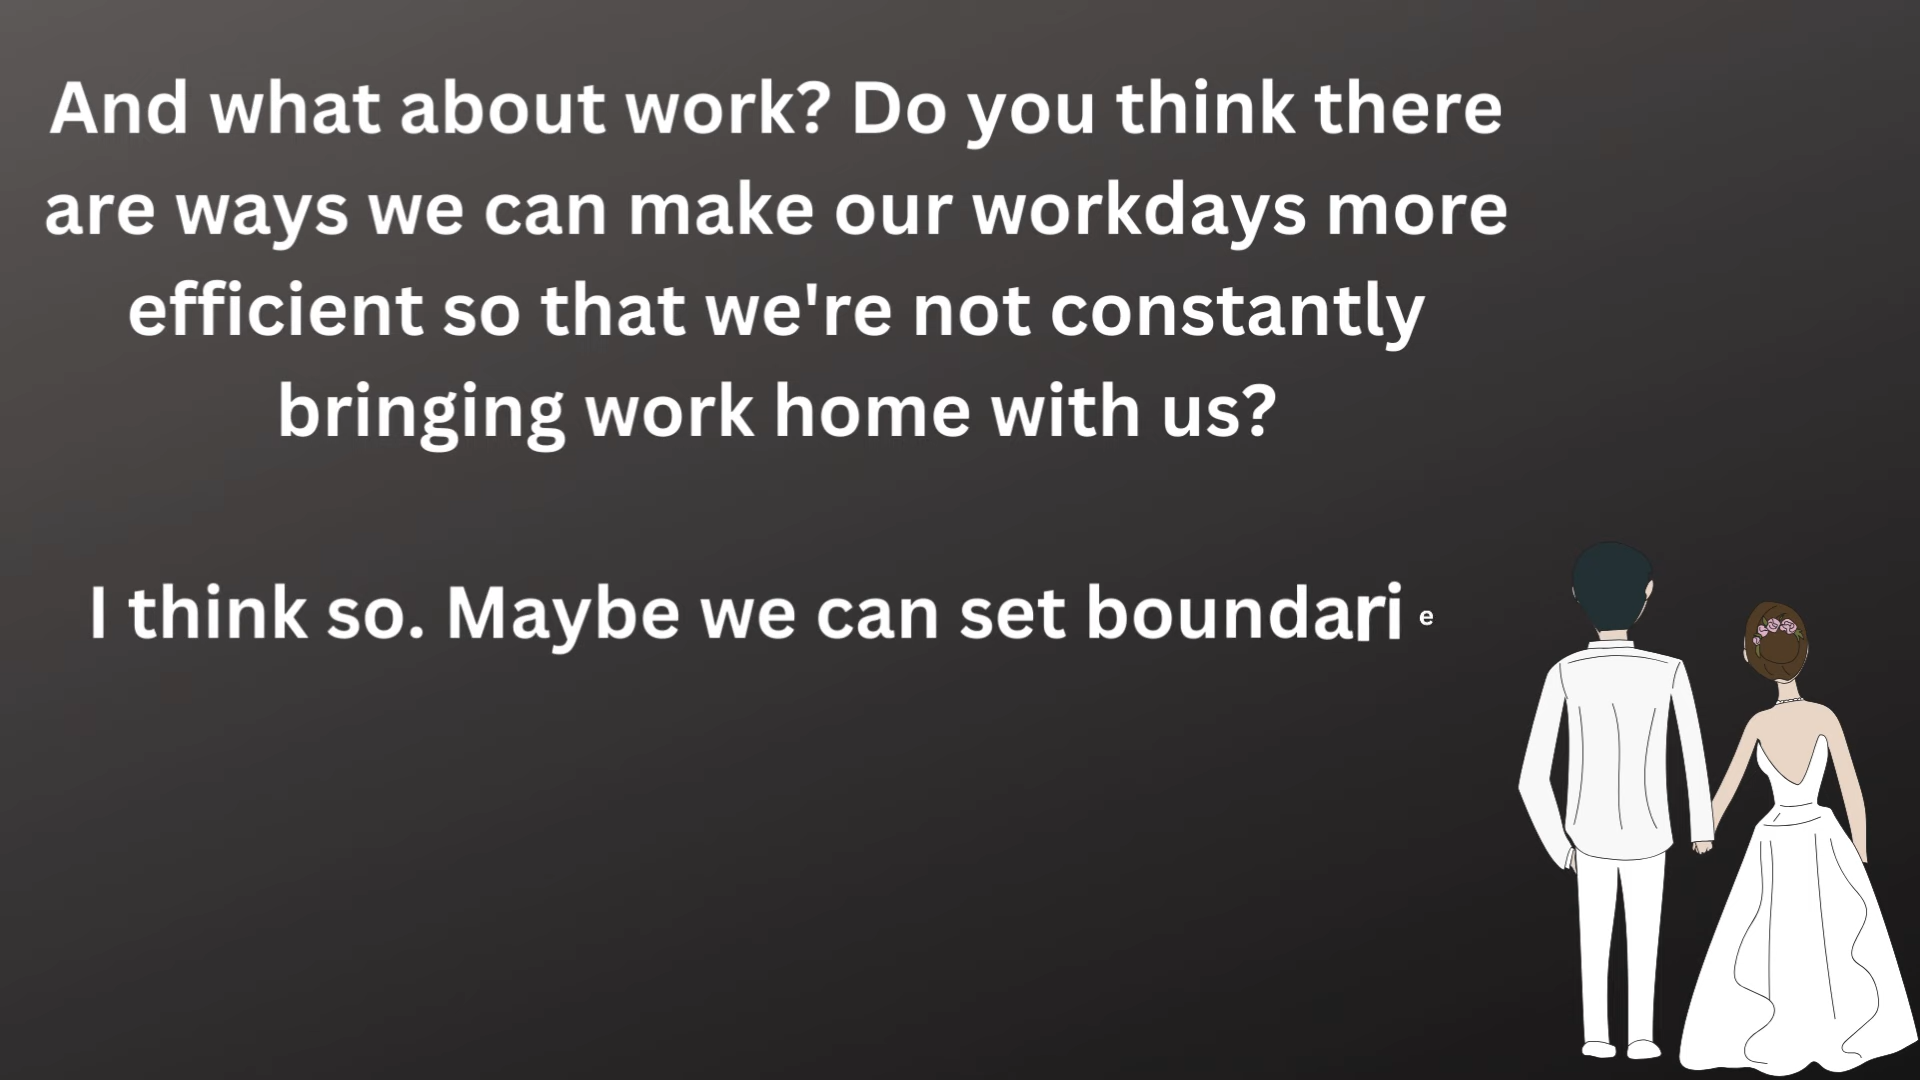 And what about work? Do you think there
are ways we can make our workdays more
efficient so that we're not constantly
bringing work home with us?
I think so. Maybe we can set boundarie